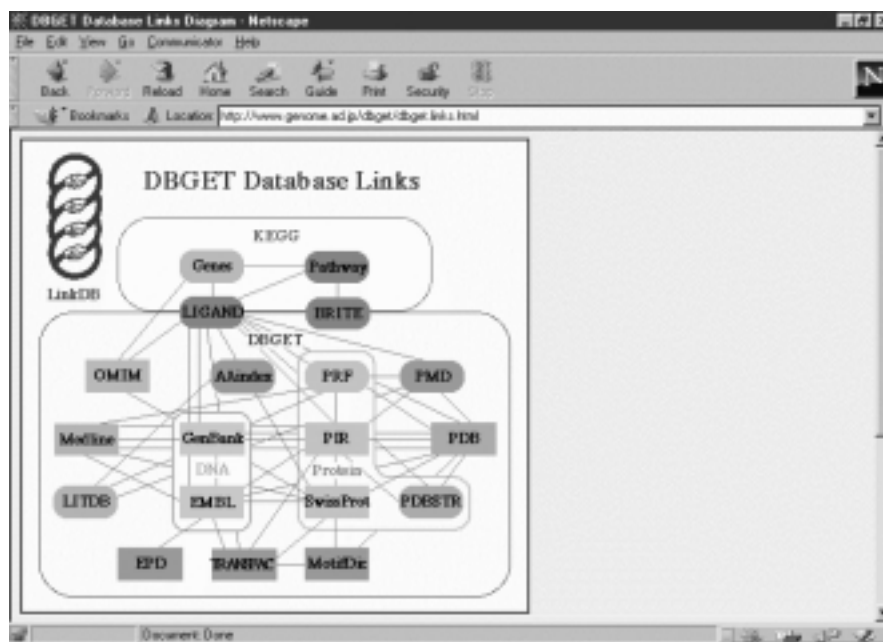 DBGET Database Links Diagram - Netscape
File Edit View Go Communicator Help
Back Forward Reload Home Search Guide Print Security Stop
N
Bookmarks Location: http://www.genome.ad.jp/dbget/dbget.links.html
DBGET Database Links
KEGG
Genes Pathway
LinkDB
LIGAND BRITE
DBGET
OMIM AAindex PRF PMD
Medline GenBank PIR PDB
DNA Protein
LITDB EMBL SwissProt PDBSTR
EPD TRANSFAC MotifDic
Document: Done